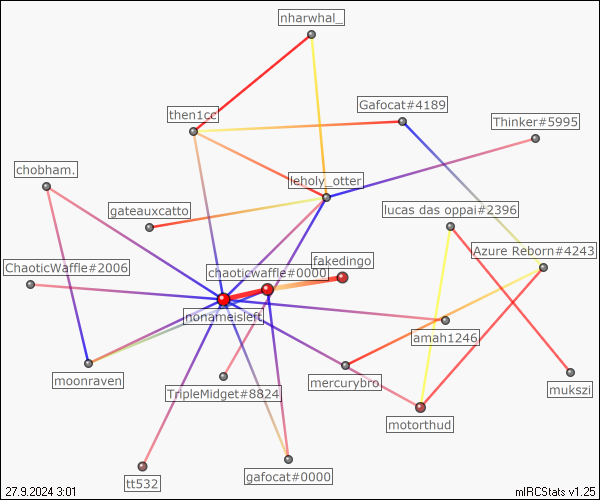 nharwhal_
Gafocat#4189
then1cc
Thinker#5995
chobham.
leholy_otter
gateauxcatto
lucas das oppai#2396
Azure Reborn#4243
fakedingo
ChaoticWaffle#2006
chaoticwaffle#0000
nonameisleft
amah1246
moonraven
mercurybro
TripleMidget#8824
mukszi
motorthud
tt532
gafocat#0000
27.9.2024 3:01
mIRCStats v1.25